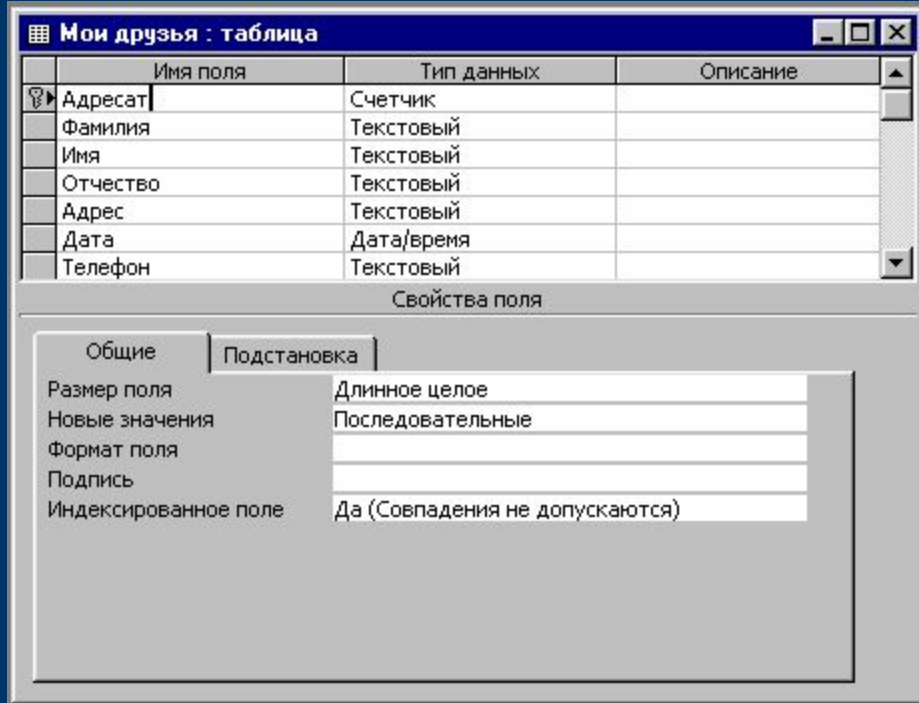 Мои друзья : таблица
Имя поля Тип данных Описание
Адресат Счетчик
Фамилия Текстовый
Имя Текстовый
Отчество Текстовый
Адрес Текстовый
Дата Дата/время
Телефон Текстовый
Свойства поля
Общие Подстановка
Размер поля Длинное целое
Новые значения Последовательные
Формат поля
Подпись
Индексированное поле Да (Совпадения не допускаются)